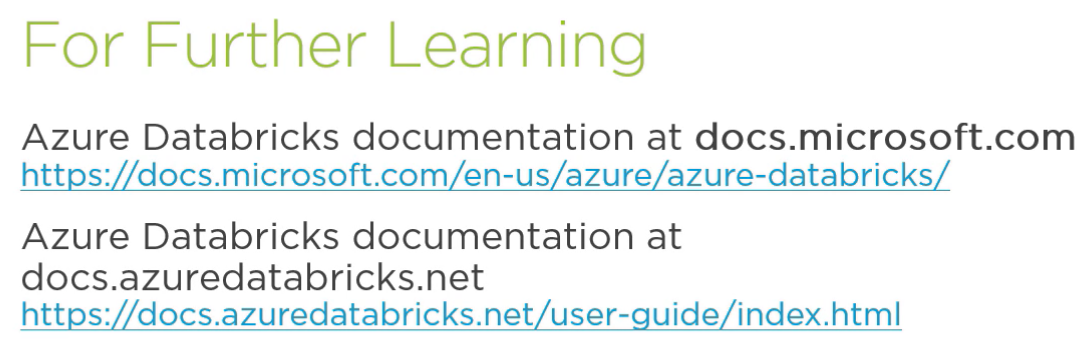 For Further Learning
Azure Databricks documentation at docs.microsoft.com
https://docs.microsoft.com/en-us/azure/azure-databricks/
Azure Databricks documentation at
docs.azuredatabricks.net
https://docs.azuredatabricks.net/user-guide/index.html